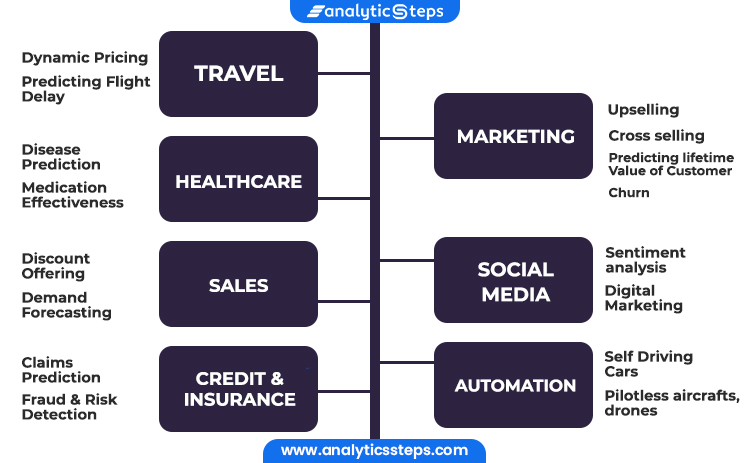 analyticSteps
Dynamic Pricing
Predicting Flight
Delay
TRAVEL
Disease
Prediction
Medication
Effectiveness
HEALTHCARE
Discount
Offering
Demand
Forecasting
SALES
Claims
Prediction
Fraud & Risk
Detection
CREDIT &
INSURANCE
MARKETING
Upselling
Cross selling
Predicting lifetime
Value of Customer
Churn
SOCIAL
MEDIA
Sentiment
analysis
Digital
Marketing
AUTOMATION
Self Driving
Cars
Pilotless aircrafts,
drones
www.analyticssteps.com